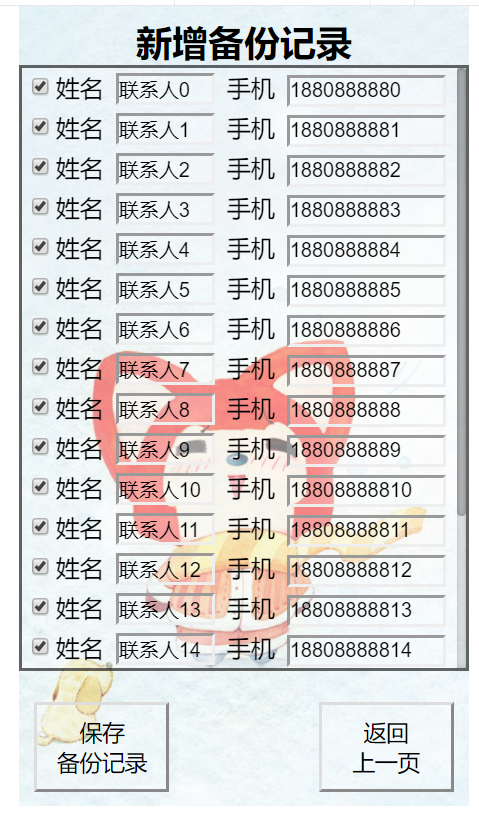 新增备份记录
姓名 联系人0 手机 1880888880
姓名 联系人1 手机 1880888881
姓名 联系人2 手机 1880888882
姓名 联系人3 手机 1880888883
姓名 联系人4 手机 1880888884
姓名 联系人5 手机 1880888885
姓名 联系人6 手机 1880888886
姓名 联系人7 手机 1880888887
姓名 联系人8 手机 1880888888
姓名 联系人9 手机 1880888889
姓名 联系人10 手机 18808888810
姓名 联系人11 手机 18808888811
姓名 联系人12 手机 18808888812
姓名 联系人13 手机 18808888813
姓名 联系人14 手机 18808888814
保存 返回
备份记录 上一页